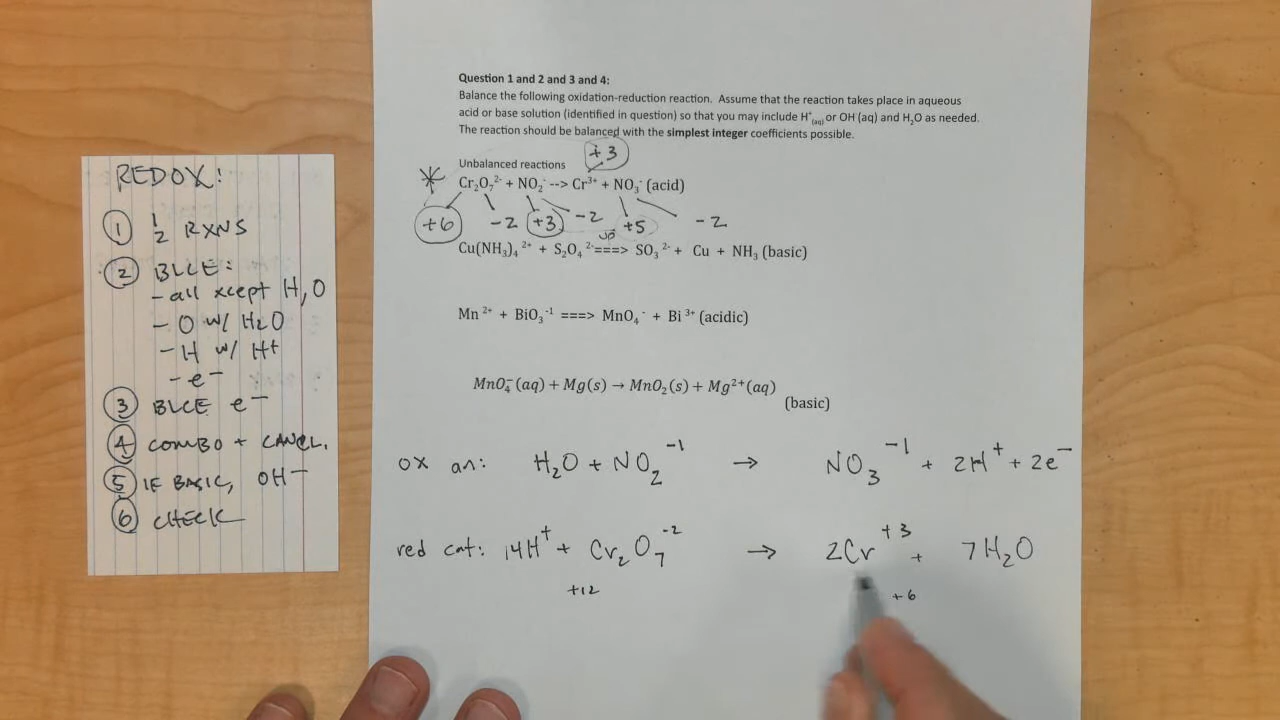 REDOX!
① ½ RXNS
② BLCE:
- all xcept H, O
- O w/ H2O
- H w/ H+
- e⁻
③ BLCE e⁻
④ COMBO + CANCL.
⑤ IF BASIC, OH⁻
⑥ CHECK
Question 1 and 2 and 3 and 4:
Balance the following oxidation-reduction reaction. Assume that the reaction takes place in aqueous
acid or base solution (identified in question) so that you may include H⁺(aq) or OH (aq) and H₂O as needed.
The reaction should be balanced with the simplest integer coefficients possible.
+3
Unbalanced reactions
Cr₂O₇²⁻ + NO₂⁻ --> Cr³⁺ + NO₃⁻ (acid)
+6 -2 +3 -2 up +5 -2
Cu(NH₃)₄ ²⁺ + S₂O₄ ²⁻ ===> SO₃ ²⁻ + Cu + NH₃ (basic)
Mn ²⁺ + BiO₃⁻¹ ===> MnO₄⁻ + Bi ³⁺ (acidic)
MnO₄⁻ (aq) + Mg(s) → MnO₂(s) + Mg²⁺(aq)
(basic)
ox an: H₂O + NO₂⁻¹ → NO₃⁻¹ + 2H⁺ + 2e⁻
red cat: 14H⁺ + Cr₂O₇⁻² → 2Cr⁺³ + 7H₂O
+12 +6